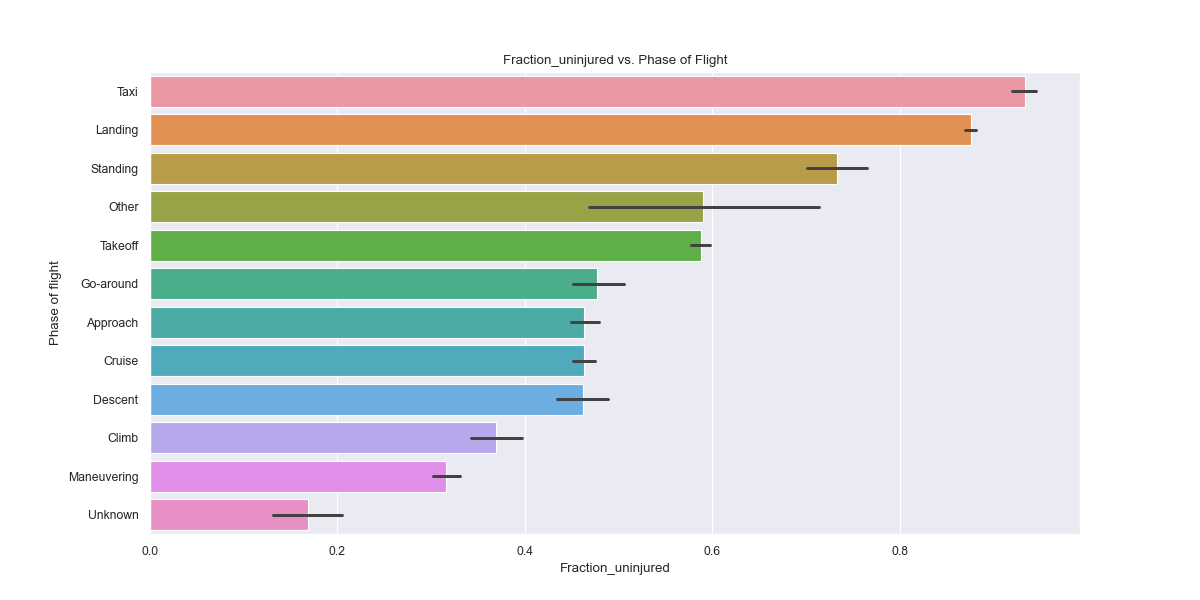 Fraction_uninjured vs. Phase of Flight
Phase of flight
Taxi
Landing
Standing
Other
Takeoff
Go-around
Approach
Cruise
Descent
Climb
Maneuvering
Unknown
0.0 0.2 0.4 0.6 0.8
Fraction_uninjured